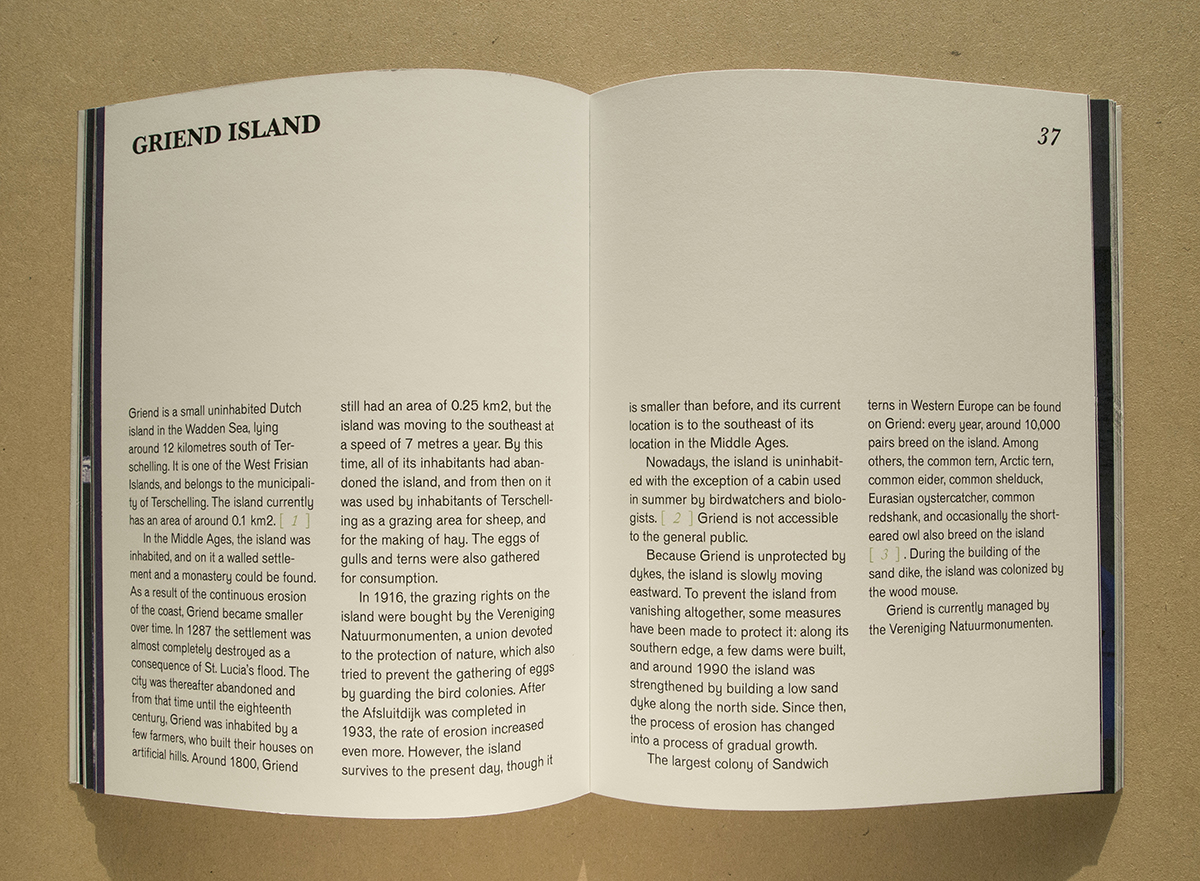 GRIEND ISLAND
37
Griend is a small uninhabited Dutch
island in the Wadden Sea, lying
around 12 kilometres south of Ter-
schelling. It is one of the West Frisian
Islands, and belongs to the municipali-
ty of Terschelling. The island currently
has an area of around 0.1 km2. [ 1 ]
In the Middle Ages, the island was
inhabited, and on it a walled settle-
ment and a monastery could be found.
As a result of the continuous erosion
of the coast, Griend became smaller
over time. In 1287 the settlement was
almost completely destroyed as a
consequence of St. Lucia's flood. The
city was thereafter abandoned and
from that time until the eighteenth
century, Griend was inhabited by a
few farmers, who built their houses on
artificial hills. Around 1800, Griend
still had an area of 0.25 km2, but the
island was moving to the southeast at
a speed of 7 metres a year. By this
time, all of its inhabitants had aban-
doned the island, and from then on it
was used by inhabitants of Terschell-
ing as a grazing area for sheep, and
for the making of hay. The eggs of
gulls and terns were also gathered
for consumption.
In 1916, the grazing rights on the
island were bought by the Vereniging
Natuurmonumenten, a union devoted
to the protection of nature, which also
tried to prevent the gathering of eggs
by guarding the bird colonies. After
the Afsluitdijk was completed in
1933, the rate of erosion increased
even more. However, the island
survives to the present day, though it
is smaller than before, and its current
location is to the southeast of its
location in the Middle Ages.
Nowadays, the island is uninhabit-
ed with the exception of a cabin used
in summer by birdwatchers and biolo-
gists. [ 2 ] Griend is not accessible
to the general public.
Because Griend is unprotected by
dykes, the island is slowly moving
eastward. To prevent the island from
vanishing altogether, some measures
have been made to protect it: along its
southern edge, a few dams were built,
and around 1990 the island was
strengthened by building a low sand
dyke along the north side. Since then,
the process of erosion has changed
into a process of gradual growth.
The largest colony of Sandwich
terns in Western Europe can be found
on Griend: every year, around 10,000
pairs breed on the island. Among
others, the common tern, Arctic tern,
common eider, common shelduck,
Eurasian oystercatcher, common
redshank, and occasionally the short-
eared owl also breed on the island
[ 3 ] . During the building of the
sand dike, the island was colonized by
the wood mouse.
Griend is currently managed by
the Vereniging Natuurmonumenten.